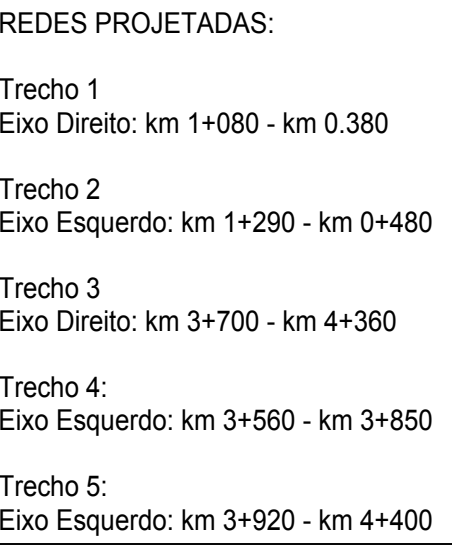 REDES PROJETADAS:
Trecho 1
Eixo Direito: km 1+080 - km 0.380
Trecho 2
Eixo Esquerdo: km 1+290 - km 0+480
Trecho 3
Eixo Direito: km 3+700 - km 4+360
Trecho 4:
Eixo Esquerdo: km 3+560 - km 3+850
Trecho 5:
Eixo Esquerdo: km 3+920 - km 4+400